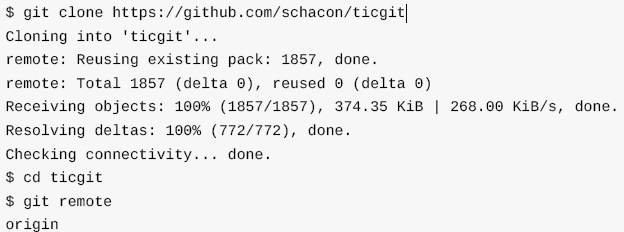 $ git clone https://github.com/schacon/ticgit
Cloning into 'ticgit'...
remote: Reusing existing pack: 1857, done.
remote: Total 1857 (delta 0), reused 0 (delta 0)
Receiving objects: 100% (1857/1857), 374.35 KiB | 268.00 KiB/s, done.
Resolving deltas: 100% (772/772), done.
Checking connectivity... done.
$ cd ticgit
$ git remote
origin